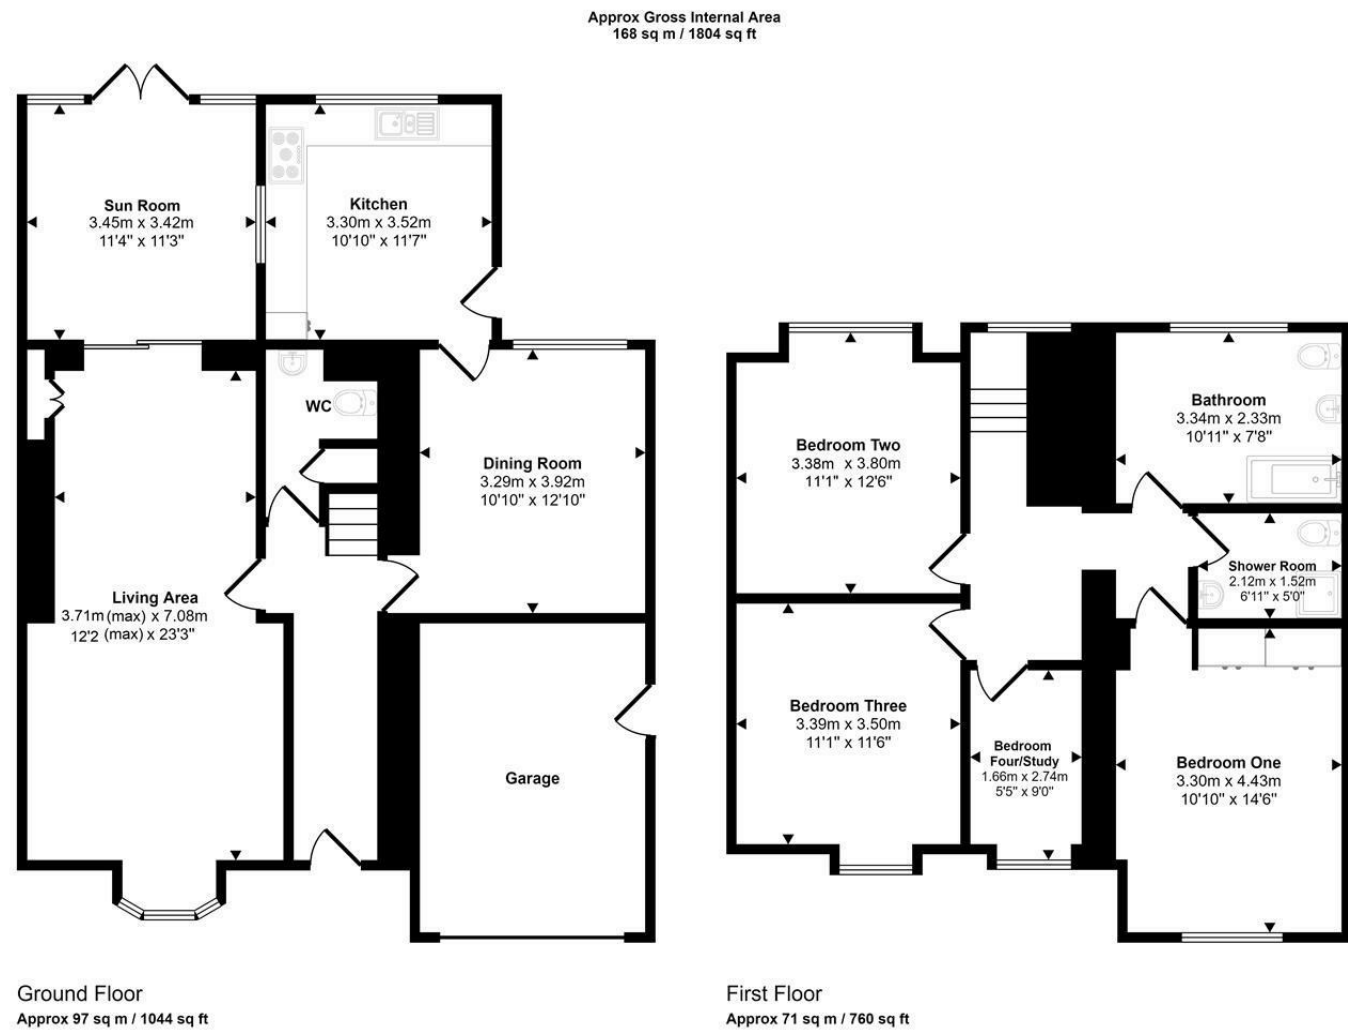 Approx Gross Internal Area
168 sq m / 1804 sq ft
Sun Room
3.45m x 3.42m
11'4" x 11'3"
Kitchen
3.30m x 3.52m
10'10" x 11'7"
WC
Dining Room
3.29m x 3.92m
10'10" x 12'10"
Living Area
3.71m (max) x 7.08m
12'2 (max) x 23'3"
Garage
Ground Floor
Approx 97 sq m / 1044 sq ft
Bedroom Two
3.38m x 3.80m
11'1" x 12'6"
Bathroom
3.34m x 2.33m
10'11" x 7'8"
Shower Room
2.12m x 1.52m
6'11" x 5'0"
Bedroom Three
3.39m x 3.50m
11'1" x 11'6"
Bedroom
Four/Study
1.66m x 2.74m
5'5" x 9'0"
Bedroom One
3.30m x 4.43m
10'10" x 14'6"
First Floor
Approx 71 sq m / 760 sq ft